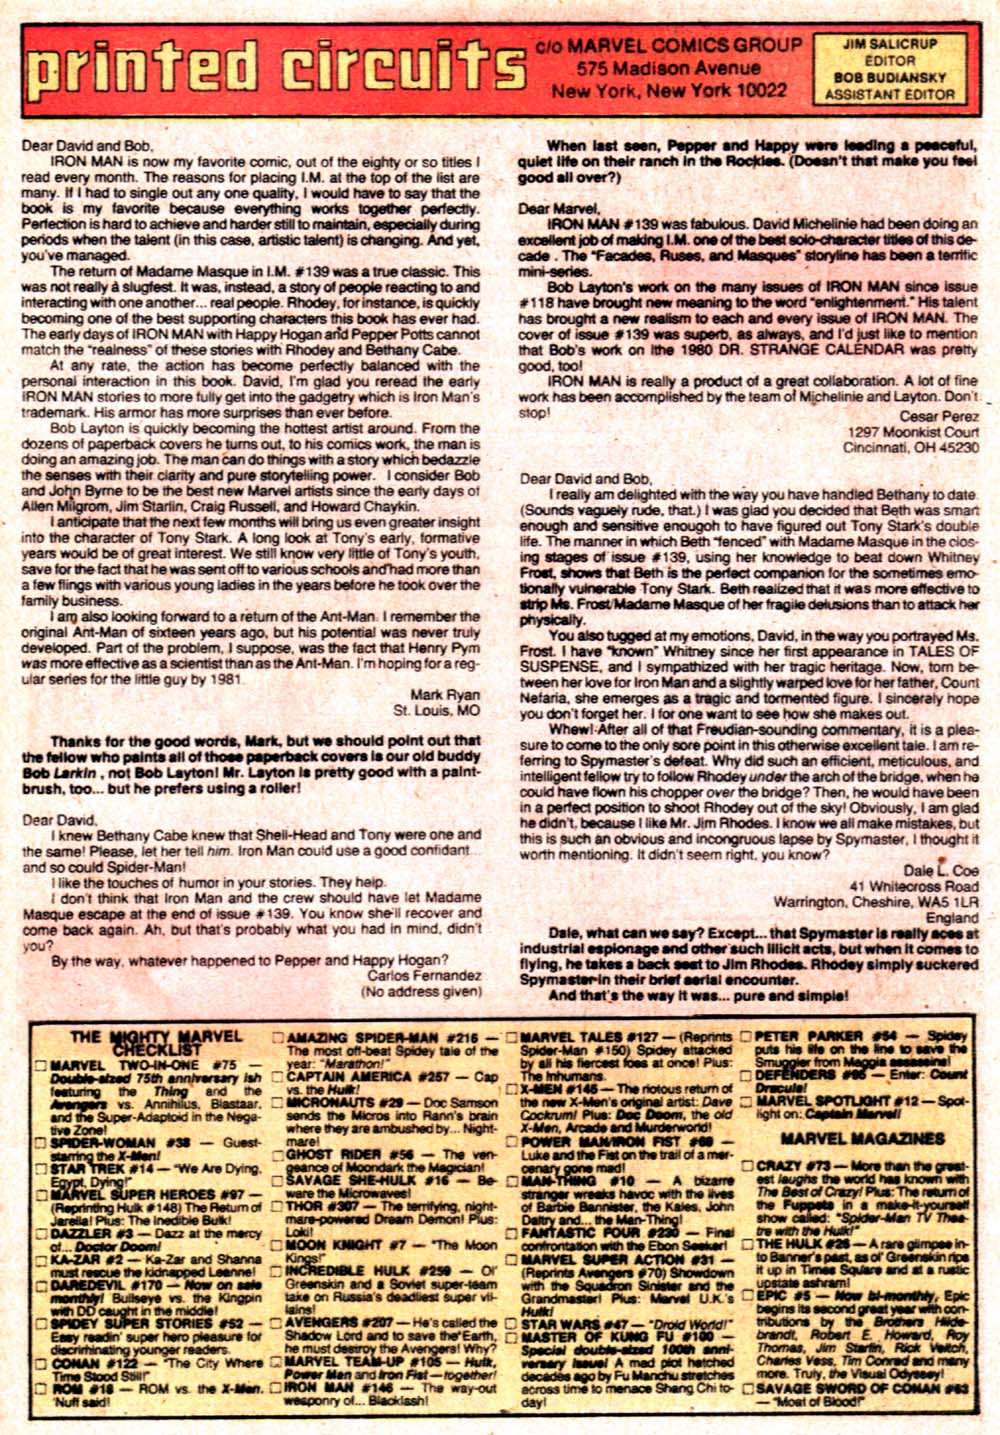 printed circuits
c/o MARVEL COMICS GROUP
575 Madison Avenue
New York, New York 10022
JIM SALICRUP
EDITOR
BOB BUDIANSKY
ASSISTANT EDITOR
Dear David and Bob,
IRON MAN is now my favorite comic, out of the eighty or so titles I
read every month. The reasons for placing I.M. at the top of the list are
many. If I had to single out any one quality, I would have to say that the
book is my favorite because everything works together perfectly.
Perfection is hard to achieve and harder still to maintain, especially during
periods when the talent (in this case, artistic talent) is changing. And yet,
you've managed.
The return of Madame Masque in I.M. #139 was a true classic. This
was not really a slugfest. It was, instead, a story of people reacting to and
interacting with one another... real people. Rhodey, for instance, is quickly
becoming one of the best supporting characters this book has ever had.
The early days of IRON MAN with Happy Hogan and Pepper Potts cannot
match the "realness" of these stories with Rhodey and Bethany Cabe.
At any rate, the action has become perfectly balanced with the
personal interaction in this book. David, I'm glad you reread the early
IRON MAN stories to more fully get into the gadgetry which is Iron Man's
trademark. His armor has more surprises than ever before.
Bob Layton is quickly becoming the hottest artist around. From the
dozens of paperback covers he turns out, to his comics work, the man is
doing an amazing job. The man can do things with a story which bedazzle
the senses with their clarity and pure storytelling power. I consider Bob
and John Byrne to be the best new Marvel artists since the early days of
Allen Milgrom, Jim Starlin, Craig Russell, and Howard Chaykin.
I anticipate that the next few months will bring us even greater insight
into the character of Tony Stark. A long look at Tony's early, formative
years would be of great interest. We still know very little of Tony's youth,
save for the fact that he was sent off to various schools and had more than
a few flings with various young ladies in the years before he took over the
family business.
I am also looking forward to a return of the Ant-Man. I remember the
original Ant-Man of sixteen years ago, but his potential was never truly
developed. Part of the problem, I suppose, was the fact that Henry Pym
was more effective as a scientist than as the Ant-Man. I'm hoping for a reg-
ular series for the little guy by 1981.
Mark Ryan
St. Louis, MO
Thanks for the good words, Mark, but we should point out that
the fellow who paints all of those paperback covers is our old buddy
Bob Larkin , not Bob Layton! Mr. Layton is pretty good with a paint-
brush, too... but he prefers using a roller!
Dear David,
I knew Bethany Cabe knew that Shell-Head and Tony were one and
the same! Please, let her tell him. Iron Man could use a good confidant...
and so could Spider-Man!
I like the touches of humor in your stories. They help.
I don't think that Iron Man and the crew should have let Madame
Masque escape at the end of issue #139. You know she'll recover and
come back again. Ah, but that's probably what you had in mind, didn't
you?
By the way, whatever happened to Pepper and Happy Hogan?
Carlos Fernandez
(No address given)
When last seen, Pepper and Happy were leading a peaceful,
quiet life on their ranch in the Rockies. (Doesn't that make you feel
good all over?)
Dear Marvel,
IRON MAN #139 was fabulous. David Michelinie had been doing an
excellent job of making I.M. one of the best solo-character titles of this de-
cade . The "Facades, Ruses, and Masques" storyline has been a terrific
mini-series.
Bob Layton's work on the many issues of IRON MAN since issue
#118 have brought new meaning to the word "enlightenment." His talent
has brought a new realism to each and every issue of IRON MAN. The
cover of issue #139 was superb, as always, and I'd just like to mention
that Bob's work on lthe 1980 DR. STRANGE CALENDAR was pretty
good, too!
IRON MAN is really a product of a great collaboration. A lot of fine
work has been accomplished by the team of Michelinie and Layton. Don't
stop!
Cesar Perez
1297 Moonkist Court
Cincinnati, OH 45230
Dear David and Bob,
I really am delighted with the way you have handled Bethany to date.
(Sounds vaguely rude, that.) I was glad you decided that Beth was smart
enough and sensitive enougoh to have figured out Tony Stark's double
life. The manner in which Beth "fenced" with Madame Masque in the clos-
ing stages of issue #139, using her knowledge to beat down Whitney
Frost, shows that Beth is the perfect companion for the sometimes emo-
tionally vulnerable Tony Stark. Beth realized that it was more effective to
strip Ms. Frost/Madame Masque of her fragile delusions than to attack her
physically.
You also tugged at my emotions, David, in the way you portrayed Ms.
Frost. I have "known" Whitney since her first appearance in TALES OF
SUSPENSE, and I sympathized with her tragic heritage. Now, torn be-
tween her love for Iron Man and a slightly warped love for her father, Count
Nefaria, she emerges as a tragic and tormented figure. I sincerely hope
you don't forget her. I for one want to see how she makes out.
Whew! After all of that Freudian-sounding commentary, it is a plea-
sure to come to the only sore point in this otherwise excellent tale. I am re-
ferring to Spymaster's defeat. Why did such an efficient, meticulous, and
intelligent fellow try to follow Rhodey under the arch of the bridge, when he
could have flown his chopper over the bridge? Then, he would have been
in a perfect position to shoot Rhodey out of the sky! Obviously, I am glad
he didn't, because I like Mr. Jim Rhodes. I know we all make mistakes, but
this is such an obvious and incongruous lapse by Spymaster, I thought it
worth mentioning. It didn't seem right, you know?
Dale L. Coe
41 Whitecross Road
Warrington, Cheshire, WA5 1LR
England
Dale, what can we say? Except... that Spymaster is really aces at
industrial espionage and other such illicit acts, but when it comes to
flying, he takes a back seat to Jim Rhodes. Rhodey simply suckered
Spymaster in their brief aerial encounter.
And that's the way it was... pure and simple!
THE MIGHTY MARVEL
CHECKLIST
MARVEL TWO-IN-ONE #75 —
Double-sized 75th anniversary ish
featuring the Thing and the
Avengers vs. Annihilus, Blastaar,
and the Super-Adaptoid in the Nega-
tive Zone!
SPIDER-WOMAN #38 — Guest-
starring the X-Men!
STAR TREK #14 — "We Are Dying,
Egypt, Dying!"
MARVEL SUPER HEROES #97 —
(Reprinting Hulk #148) The Return of
Jarella! Plus: The Inedible Bulk!
DAZZLER #3 — Dazz at the mercy
of... Doctor Doom!
KA-ZAR #2 — Ka-Zar and Shanna
must rescue the kidnapped Leanne!
DAREDEVIL #170 — Now on sale
monthly! Bullseye vs. the Kingpin
with DD caught in the middle!
SPIDEY SUPER STORIES #52 —
Easy readin' super hero pleasure for
discriminating younger readers.
CONAN #122 — "The City Where
Time Stood Still!"
ROM #18 — ROM vs. the X-Men.
'Nuff said!
AMAZING SPIDER-MAN #216 —
The most off-beat Spidey tale of the
year: "Marathon!"
CAPTAIN AMERICA #257 — Cap
vs. the Hulk!
MICRONAUTS #29 — Doc Samson
sends the Micros into Rann's brain
where they are ambushed by... Night-
mare!
GHOST RIDER #56 — The ven-
geance of Moondark the Magician!
SAVAGE SHE-HULK #16 — Be-
ware the Microwaves!
THOR #307 — The terrifying, night-
mare-powered Dream Demon! Plus:
Loki!
MOON KNIGHT #7 — "The Moon
Kings!"
INCREDIBLE HULK #259 — Ol'
Greenskin and a Soviet super-team
take on Russia's deadliest super vil-
lains!
AVENGERS #207 — He's called the
Shadow Lord and to save the Earth,
he must destroy the Avengers! Why?
MARVEL TEAM-UP #105 — Hulk,
Power Man and Iron Fist — together!
IRON MAN #146 — The way-out
weaponry of... Blacklash!
MARVEL TALES #127 — (Reprints
Spider-Man #150) Spidey attacked
by all his fiercest foes at once! Plus:
The Inhumans.
X-MEN #145 — The riotous return of
the new X-Men's original artist: Dave
Cockrum! Plus: Doc Doom, the old
X-Men, Arcade and Murderworld!
POWER MAN/IRON FIST #69 —
Luke and the Fist on the trail of a mer-
cenary gone mad!
MAN-THING #10 — A bizarre
stranger wreaks havoc with the lives
of Barbie Bannister, the Kales, John
Daltry and... the Man-Thing!
FANTASTIC FOUR #230 — Final
confrontation with the Ebon Seeker!
MARVEL SUPER ACTION #31 —
(Reprints Avengers #70) Showdown
with the Squadron Sinister and the
Grandmaster! Plus: Marvel U.K.'s
Hulk!
STAR WARS #47 — "Droid World!"
MASTER OF KUNG FU #100 —
Special double-sized 100th anni-
versary Issue! A mad plot hatched
decades ago by Fu Manchu stretches
across time to menace Shang Chi to-
day!
PETER PARKER #54 — Spidey
puts his life on the line to save the
Smuggler from Maggia assassins!
DEFENDERS #95 — Enter: Count
Dracula!
MARVEL SPOTLIGHT #12 — Spot-
light on: Captain Marvel!
MARVEL MAGAZINES
CRAZY #73 — More than the great-
est laughs the world has known with
The Best of Crazy! Plus: The return of
the Fuppets in a make-it-yourself
show called: "Spider-Man TV Thea-
tre with the Hulk!"
THE HULK #26 — A rare glimpse in-
to Banner's past, as ol' Greenskin rips
it up in Times Square and at a rustic
upstate ashram!
EPIC #5 — Now bi-monthly, Epic
begins its second great year with con-
tributions by the Brothers Hilde-
brandt, Robert E. Howard, Roy
Thomas, Jim Starlin, Rick Veitch,
Charles Vess, Tim Conrad and many
more. Truly, the Visual Odyssey!
SAVAGE SWORD OF CONAN #63
— "Moat of Blood!"